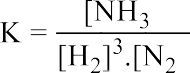 K = [NH₃
[H₂]³.[N₂